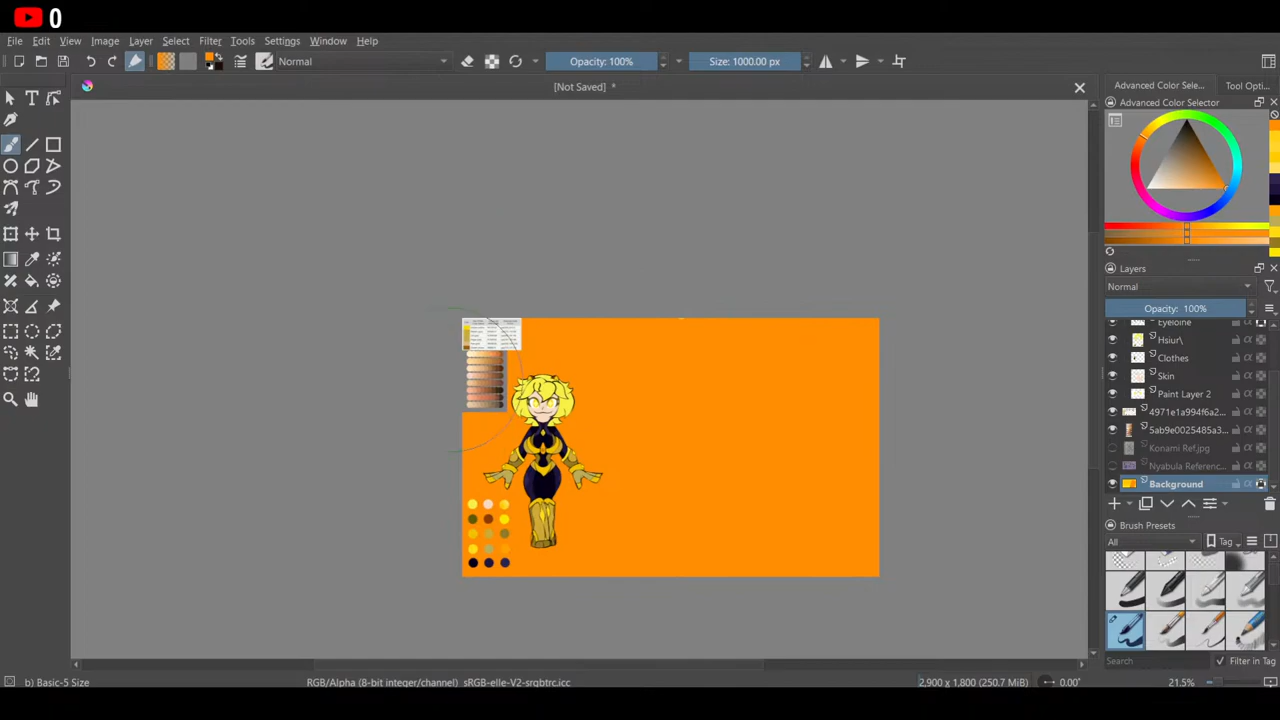 0
File Edit View Image Layer Select Filter Tools Settings Window Help
Normal Opacity: 100% Size: 1000.00 px
[Not Saved] *
Advanced Color Sele... Tool Opti...
Advanced Color Selector
Layers
Normal
Opacity: 100%
Eyeline
Hsiur\
Clothes
Skin
Paint Layer 2
4971e1a994f6a2...
5ab9e0025485a3...
Konami Ref.jpg
Nyabula Referenc...
Background
Brush Presets
All Tag
Search Filter in Tag
b) Basic-5 Size RGB/Alpha (8-bit integer/channel) sRGB-elle-V2-srgbtrc.icc 2,900 x 1,800 (250.7 MiB) 0.00° 21.5%